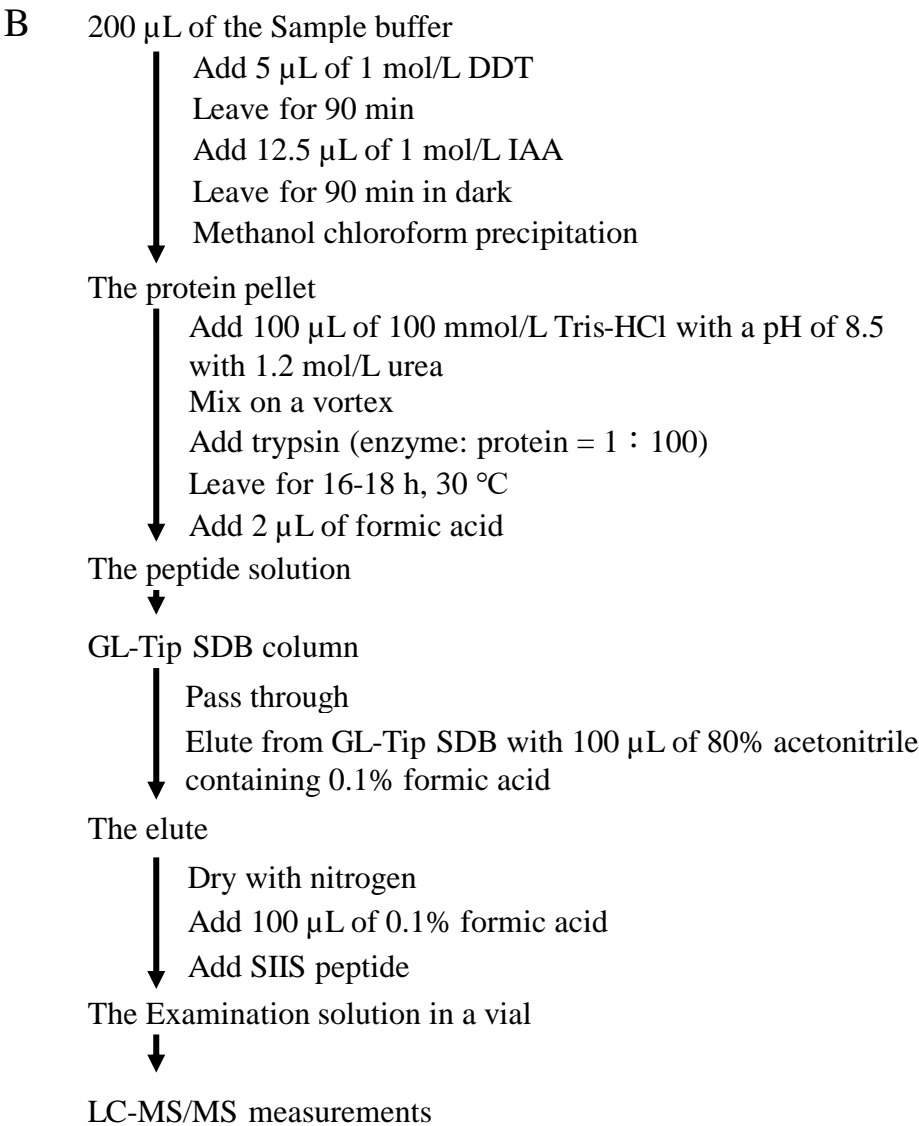 B
200 µL of the Sample buffer
Add 5 µL of 1 mol/L DDT
Leave for 90 min
Add 12.5 µL of 1 mol/L IAA
Leave for 90 min in dark
Methanol chloroform precipitation
The protein pellet
Add 100 µL of 100 mmol/L Tris-HCl with a pH of 8.5
with 1.2 mol/L urea
Mix on a vortex
Add trypsin (enzyme: protein = 1：100)
Leave for 16-18 h, 30 ℃
Add 2 µL of formic acid
The peptide solution
GL-Tip SDB column
Pass through
Elute from GL-Tip SDB with 100 µL of 80% acetonitrile
containing 0.1% formic acid
The elute
Dry with nitrogen
Add 100 µL of 0.1% formic acid
Add SIIS peptide
The Examination solution in a vial
LC-MS/MS measurements